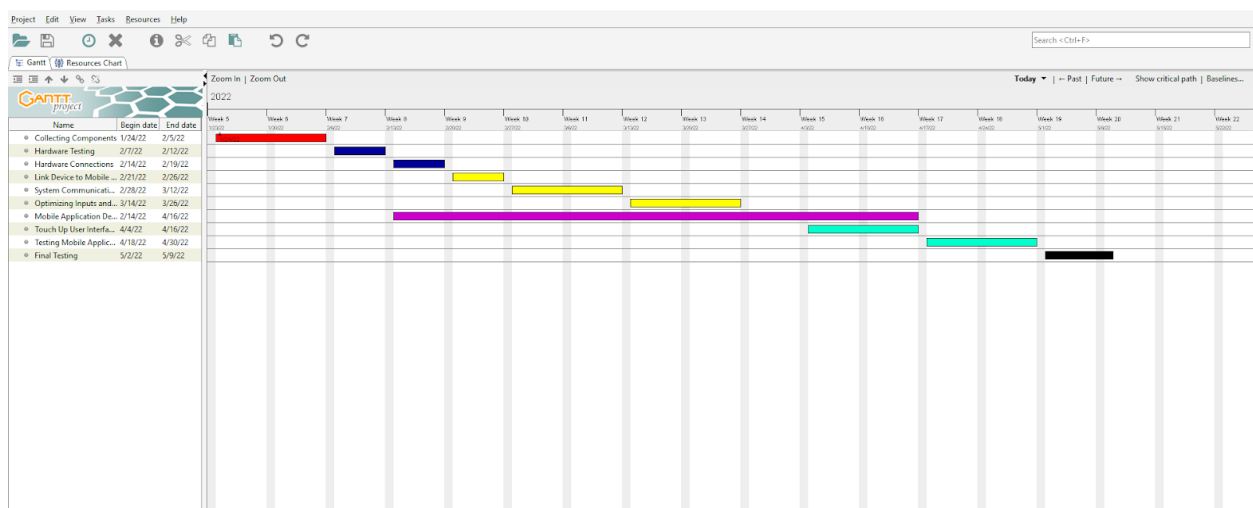 Project Edit View Tasks Resources Help
Search <Ctrl+F>
Gantt Resources Chart
Zoom In | Zoom Out Today ▼ | ← Past | Future → Show critical path | Baselines...
GANTT project
2022
Week 5 Week 6 Week 7 Week 8 Week 9 Week 10 Week 11 Week 12 Week 13 Week 14 Week 15 Week 16 Week 17 Week 18 Week 19 Week 20 Week 21 Week 22
Name Begin date End date
Collecting Components 1/24/22 2/5/22
Hardware Testing 2/7/22 2/12/22
Hardware Connections 2/14/22 2/19/22
Link Device to Mobile ... 2/21/22 2/26/22
System Communicati... 2/28/22 3/12/22
Optimizing Inputs and... 3/14/22 3/26/22
Mobile Application De... 2/14/22 4/16/22
Touch Up User Interfa... 4/4/22 4/16/22
Testing Mobile Applic... 4/18/22 4/30/22
Final Testing 5/2/22 5/9/22